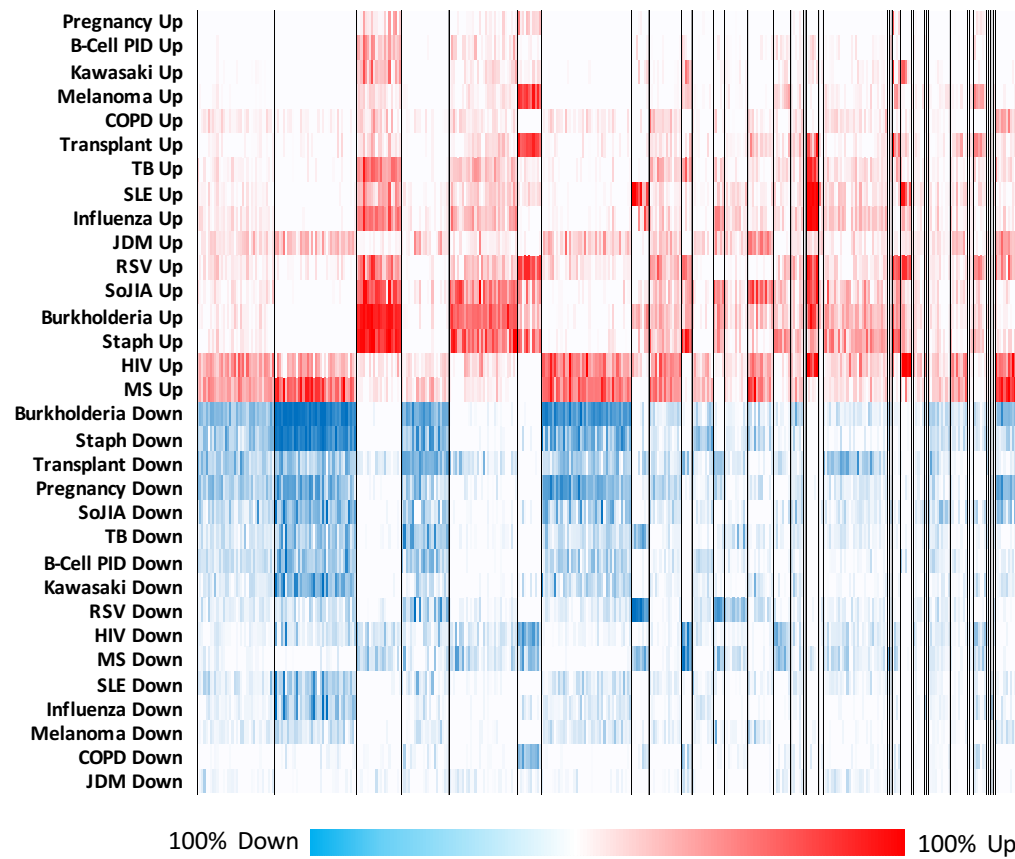 Pregnancy Up
B-Cell PID Up
Kawasaki Up
Melanoma Up
COPD Up
Transplant Up
TB Up
SLE Up
Influenza Up
JDM Up
RSV Up
SoJIA Up
Burkholderia Up
Staph Up
HIV Up
MS Up
Burkholderia Down
Staph Down
Transplant Down
Pregnancy Down
SoJIA Down
TB Down
B-Cell PID Down
Kawasaki Down
RSV Down
HIV Down
MS Down
SLE Down
Influenza Down
Melanoma Down
COPD Down
JDM Down
100% Down 100% Up